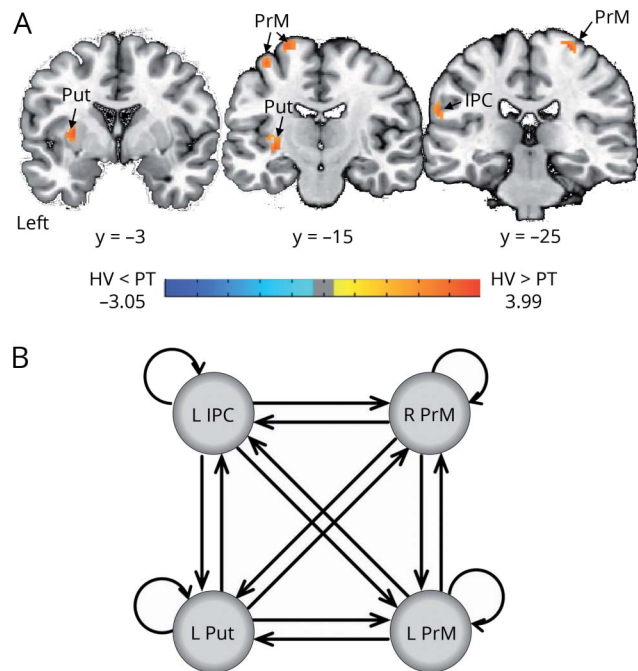 A
PrM
PrM
Put
Put
IPC
Left
y = –3
y = –15
y = –25
HV < PT
–3.05
HV > PT
3.99
B
L IPC
R PrM
L Put
L PrM